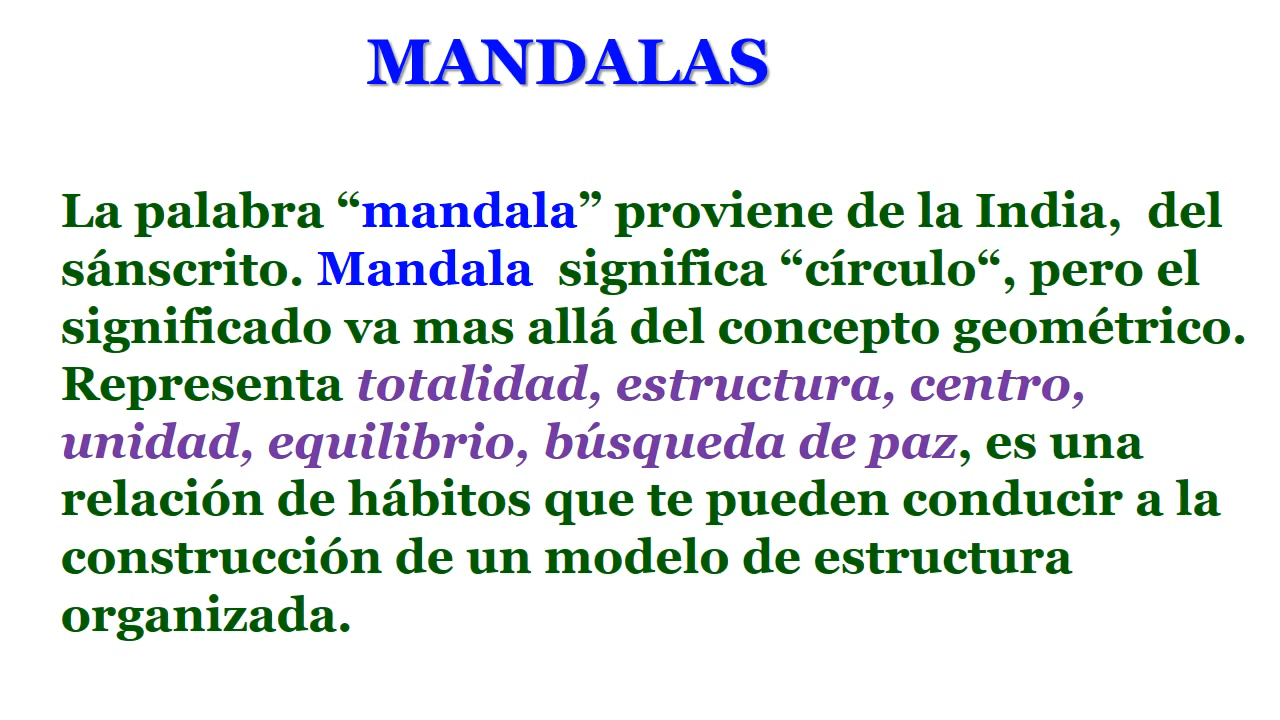 MANDALAS
La palabra “mandala” proviene de la India,  del
sánscrito. Mandala  significa “círculo“, pero el
significado va mas allá del concepto geométrico.
Representa totalidad, estructura, centro,
unidad, equilibrio, búsqueda de paz, es una
relación de hábitos que te pueden conducir a la
construcción de un modelo de estructura
organizada.